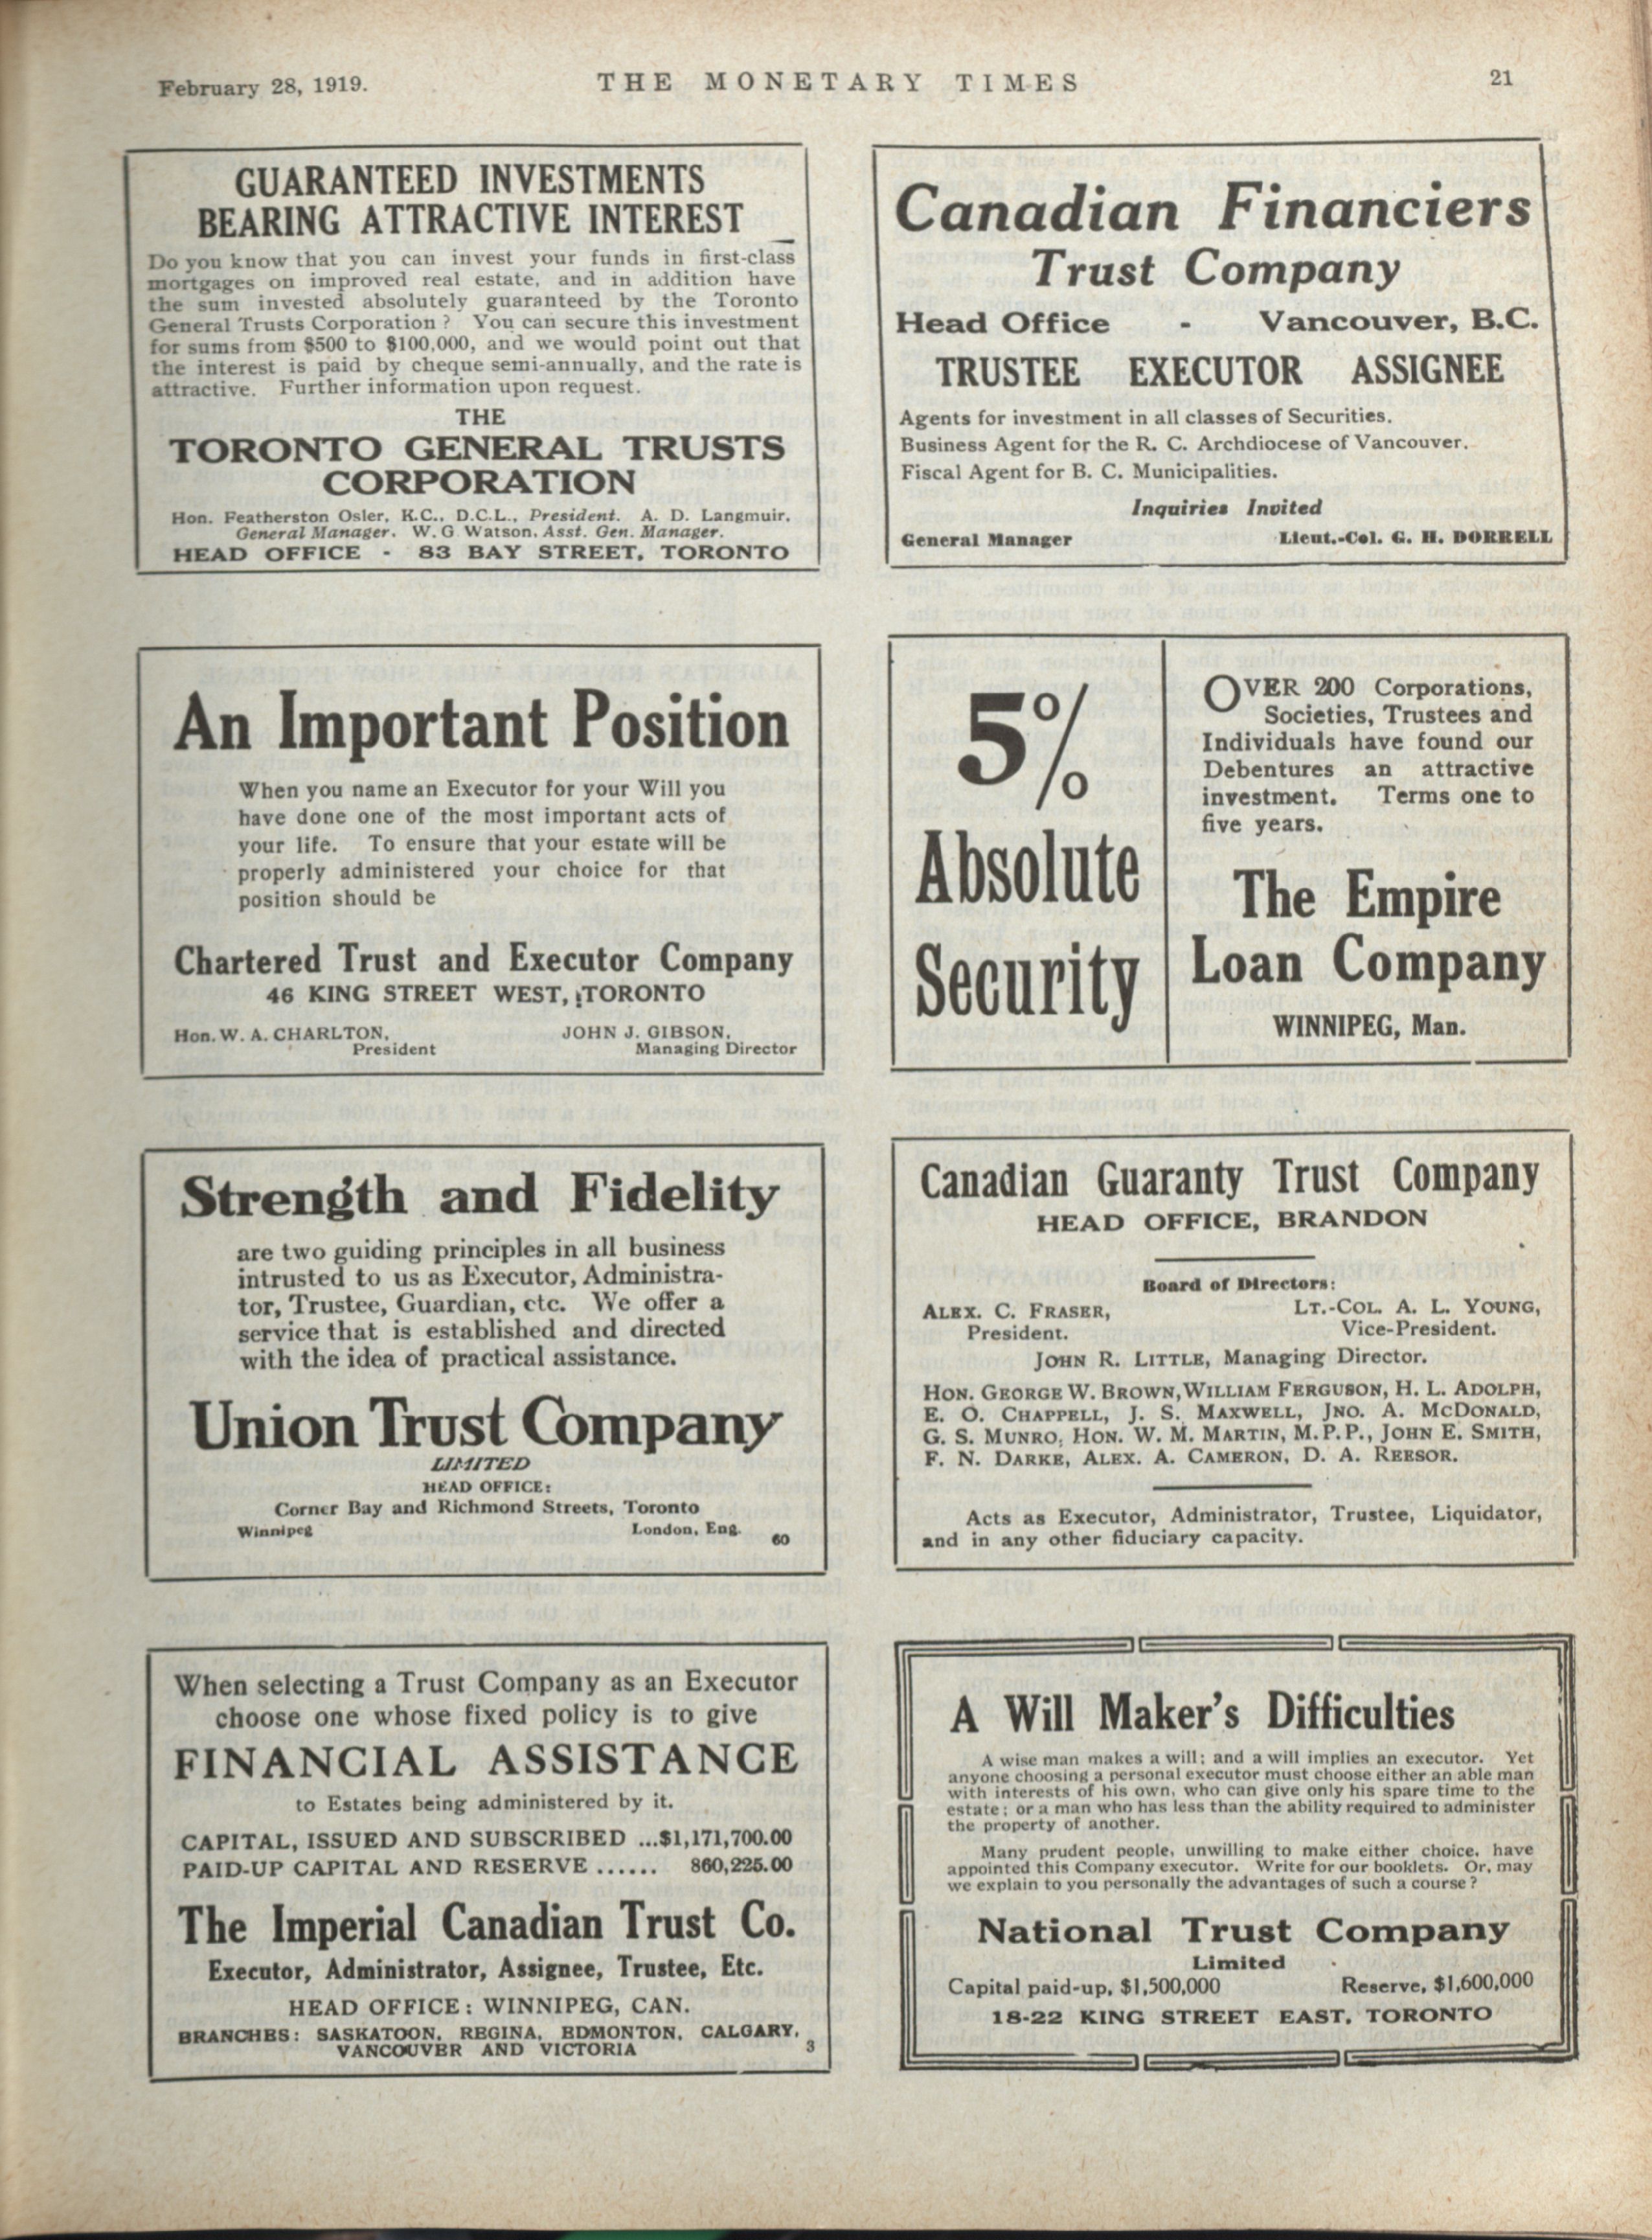 February 28, 1919.
THE MONETARY TIMES
21
GUARANTEED INVESTMENTS
BEARING ATTRACTIVE INTEREST
Do you know that you can invest your funds in first-class
mortgages on improved real estate, and in addition have
the sum invested absolutely guaranteed by the Toronto
General Trusts Corporation? You can secure this investment
for sums from $500 to $100,000, and we would point out that
the interest is paid by cheque semi-annually, and the rate is
attractive. Further information upon request.
THE
TORONTO GENERAL TRUSTS
CORPORATION
Hon. Featherston Osler, K.C., D.C.L., President. A. D. Langmuir,
General Manager. W. G. Watson, Asst. Gen. Manager.
HEAD OFFICE - 83 BAY STREET, TORONTO
Canadian Financiers
Trust Company
Head Office - Vancouver, B.C.
TRUSTEE EXECUTOR ASSIGNEE
Agents for investment in all classes of Securities.
Business Agent for the R. C. Archdiocese of Vancouver.
Fiscal Agent for B. C. Municipalities.
Inquiries Invited
General Manager Lieut.-Col. G. H. DORRELL
An Important Position
When you name an Executor for your Will you
have done one of the most important acts of
your life. To ensure that your estate will be
properly administered your choice for that
position should be
Chartered Trust and Executor Company
46 KING STREET WEST, TORONTO
Hon. W. A. CHARLTON, JOHN J. GIBSON,
President Managing Director
5%
Absolute
Security
OVER 200 Corporations,
Societies, Trustees and
Individuals have found our
Debentures an attractive
investment. Terms one to
five years.
The Empire
Loan Company
WINNIPEG, Man.
Strength and Fidelity
are two guiding principles in all business
intrusted to us as Executor, Administra-
tor, Trustee, Guardian, etc. We offer a
service that is established and directed
with the idea of practical assistance.
Union Trust Company
LIMITED
HEAD OFFICE:
Corner Bay and Richmond Streets, Toronto
Winnipeg London, Eng.
60
Canadian Guaranty Trust Company
HEAD OFFICE, BRANDON
Board of Directors:
ALEX. C. FRASER, LT.-COL. A. L. YOUNG,
President. Vice-President.
JOHN R. LITTLE, Managing Director.
HON. GEORGE W. BROWN, WILLIAM FERGUSON, H. L. ADOLPH,
E. O. CHAPPELL, J. S. MAXWELL, JNO. A. MCDONALD,
G. S. MUNRO, HON. W. M. MARTIN, M.P.P., JOHN E. SMITH,
F. N. DARKE, ALEX. A. CAMERON, D. A. REESOR.
Acts as Executor, Administrator, Trustee, Liquidator,
and in any other fiduciary capacity.
When selecting a Trust Company as an Executor
choose one whose fixed policy is to give
FINANCIAL ASSISTANCE
to Estates being administered by it.
CAPITAL, ISSUED AND SUBSCRIBED ...$1,171,700.00
PAID-UP CAPITAL AND RESERVE ...... 860,225.00
The Imperial Canadian Trust Co.
Executor, Administrator, Assignee, Trustee, Etc.
HEAD OFFICE: WINNIPEG, CAN.
BRANCHES: SASKATOON, REGINA, EDMONTON, CALGARY,
VANCOUVER AND VICTORIA
3
A Will Maker's Difficulties
A wise man makes a will; and a will implies an executor. Yet
anyone choosing a personal executor must choose either an able man
with interests of his own, who can give only his spare time to the
estate; or a man who has less than the ability required to administer
the property of another.
Many prudent people, unwilling to make either choice, have
appointed this Company executor. Write for our booklets. Or, may
we explain to you personally the advantages of such a course?
National Trust Company
Limited
Capital paid-up, $1,500,000 Reserve, $1,600,000
18-22 KING STREET EAST, TORONTO